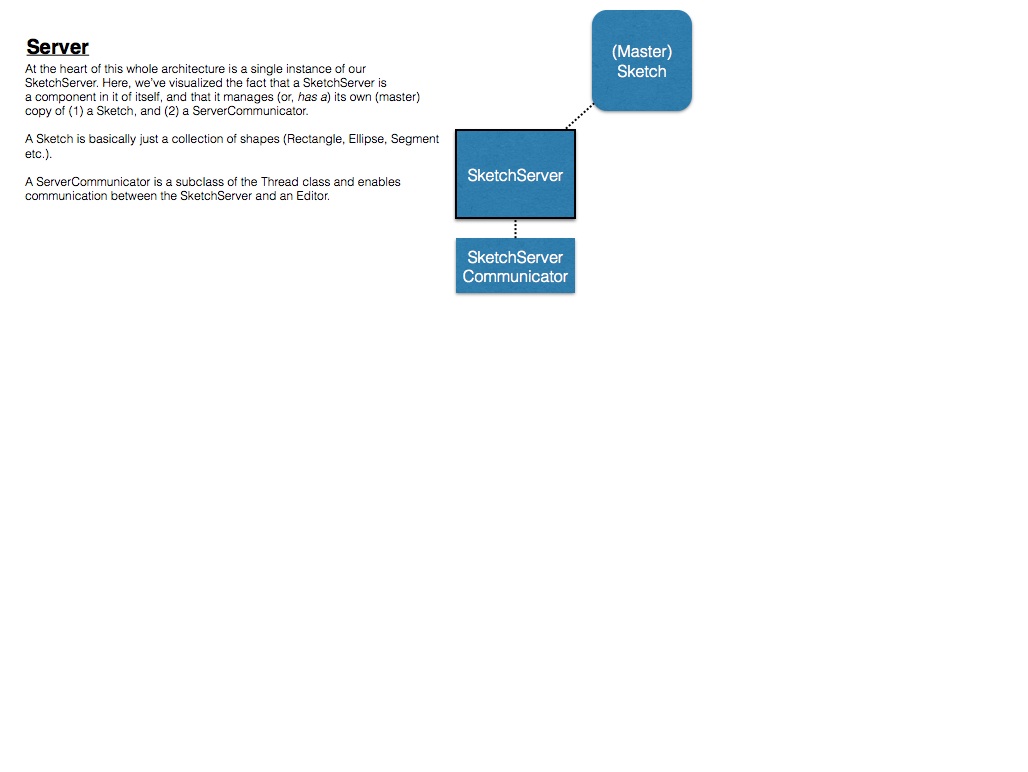 Server
At the heart of this whole architecture is a single instance of our
SketchServer. Here, we've visualized the fact that a SketchServer is
a component in it of itself, and that it manages (or, has a) its own (master)
copy of (1) a Sketch, and (2) a ServerCommunicator.
A Sketch is basically just a collection of shapes (Rectangle, Ellipse, Segment
etc.).
A ServerCommunicator is a subclass of the Thread class and enables
communication between the SketchServer and an Editor.
(Master)
Sketch
SketchServer
SketchServer
Communicator